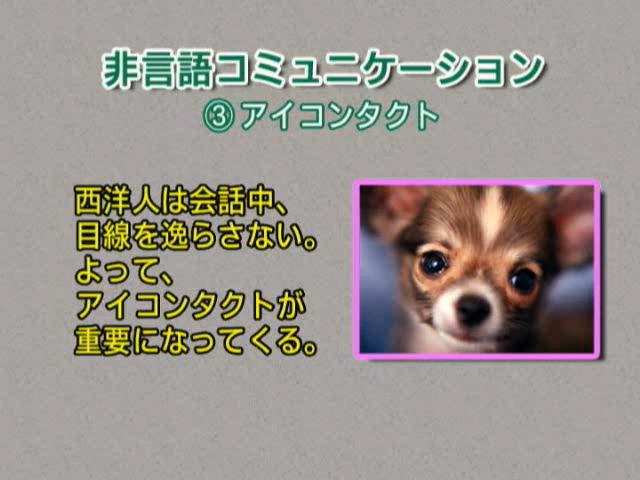 非言語コミュニケーション
③アイコンタクト
西洋人は会話中、
目線を逸らさない。
よって、
アイコンタクトが
重要になってくる。